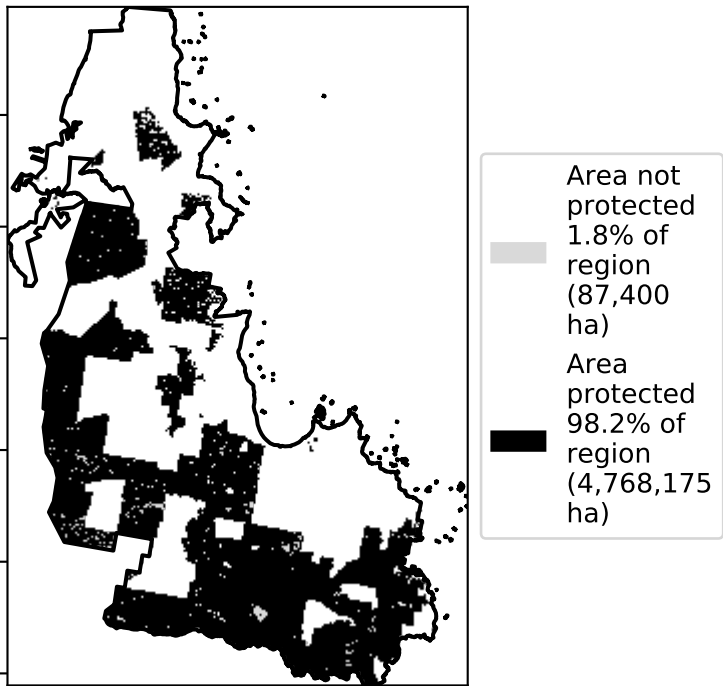 Area not
protected
1.8% of
region
(87,400
ha)
Area
protected
98.2% of
region
(4,768,175
ha)